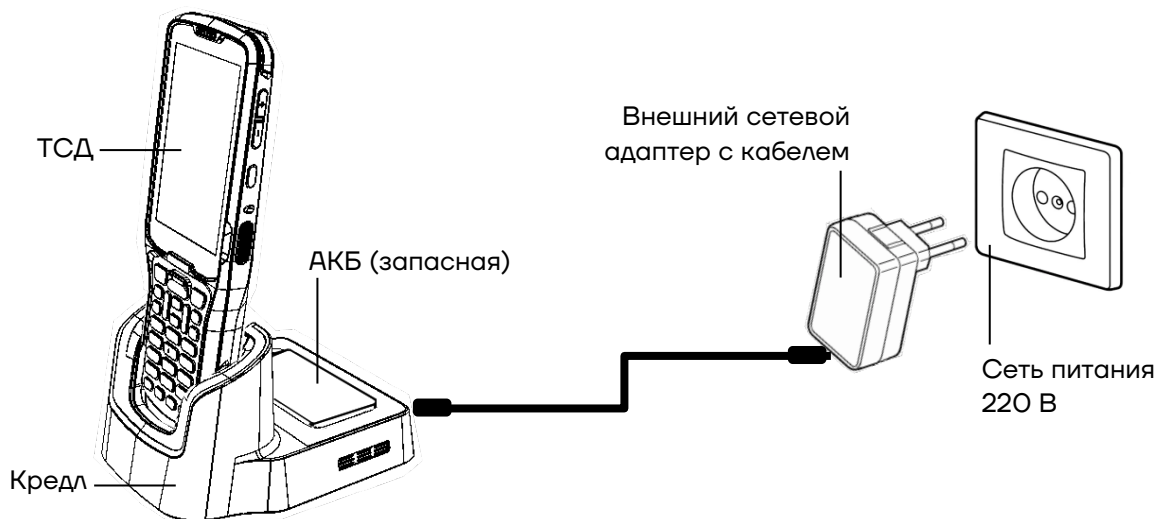 Внешний сетевой
адаптер с кабелем
ТСД
АКБ (запасная)
Сеть питания
220 В
Кредл